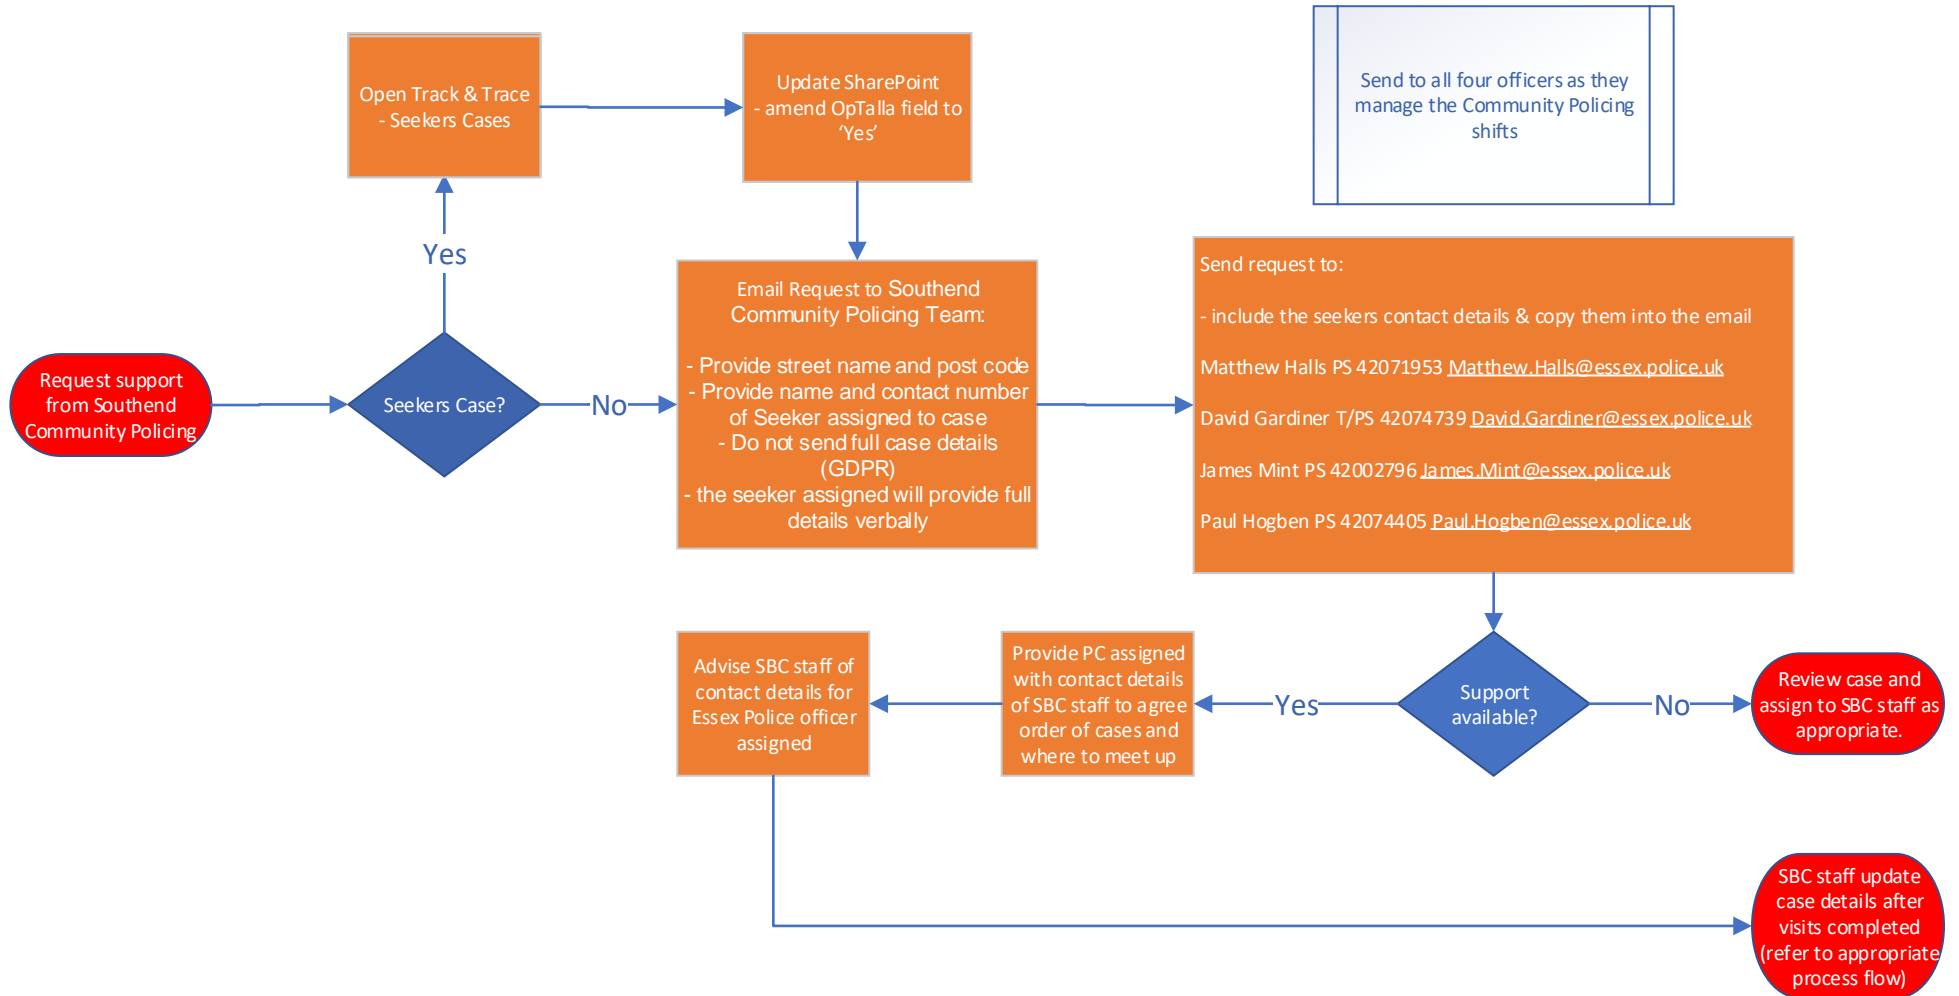 Open Track & Trace
- Seekers Cases
Update SharePoint
- amend OpTalla field to
‘Yes’
Send to all four officers as they
manage the Community Policing
shifts
Yes
Request support
from Southend
Community Policing
Seekers Case?
No
Email Request to Southend
Community Policing Team:
- Provide street name and post code
- Provide name and contact number
of Seeker assigned to case
- Do not send full case details
(GDPR)
- the seeker assigned will provide full
details verbally
Send request to:
- include the seekers contact details & copy them into the email
Matthew Halls PS 42071953 Matthew.Halls@essex.police.uk
David Gardiner T/PS 42074739 David.Gardiner@essex.police.uk
James Mint PS 42002796 James.Mint@essex.police.uk
Paul Hogben PS 42074405 Paul.Hogben@essex.police.uk
Advise SBC staff of
contact details for
Essex Police officer
assigned
Provide PC assigned
with contact details
of SBC staff to agree
order of cases and
where to meet up
Yes
Support
available?
No
Review case and
assign to SBC staff as
appropriate.
SBC staff update
case details after
visits completed
(refer to appropriate
process flow)